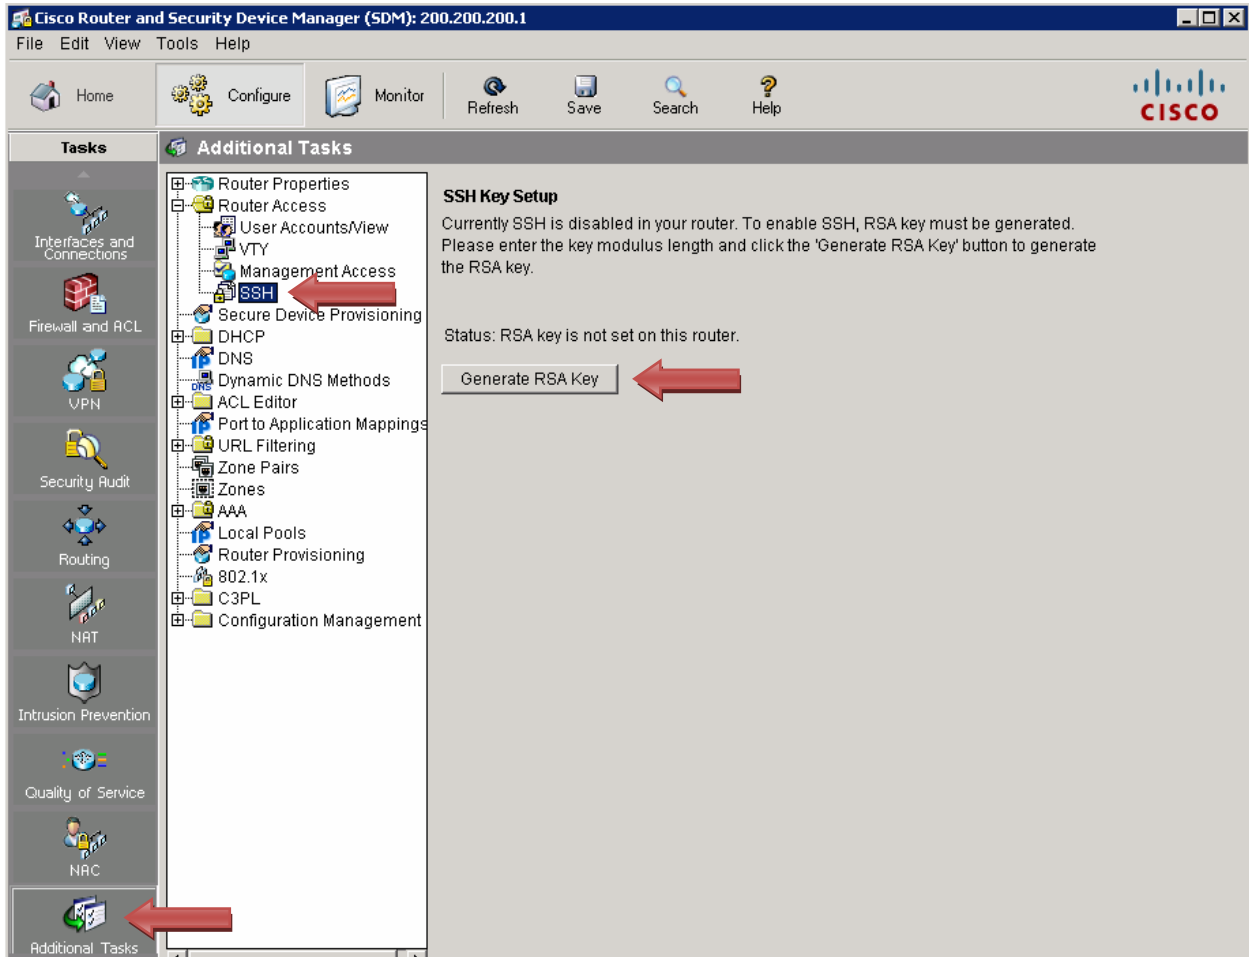 Cisco Router and Security Device Manager (SDM): 200.200.200.1
File Edit View Tools Help
Home Configure Monitor Refresh Save Search Help
CISCO
Tasks
Additional Tasks
Interfaces and
Connections
Firewall and ACL
VPN
Security Audit
Routing
NAT
Intrusion Prevention
Quality of Service
NAC
Additional Tasks
Router Properties
Router Access
User Accounts/View
VTY
Management Access
SSH
Secure Device Provisioning
DHCP
DNS
Dynamic DNS Methods
ACL Editor
Port to Application Mappings
URL Filtering
Zone Pairs
Zones
AAA
Local Pools
Router Provisioning
802.1x
C3PL
Configuration Management
SSH Key Setup
Currently SSH is disabled in your router. To enable SSH, RSA key must be generated.
Please enter the key modulus length and click the 'Generate RSA Key' button to generate
the RSA key.
Status: RSA key is not set on this router.
Generate RSA Key